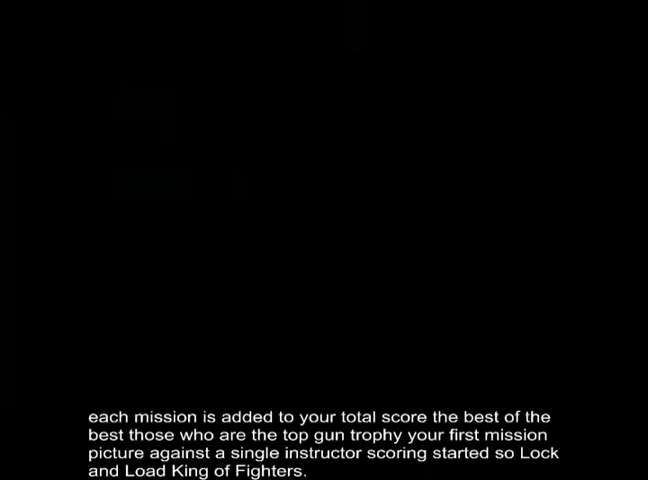 each mission is added to your total score the best of the
best those who are the top gun trophy your first mission
picture against a single instructor scoring started so Lock
and Load King of Fighters.